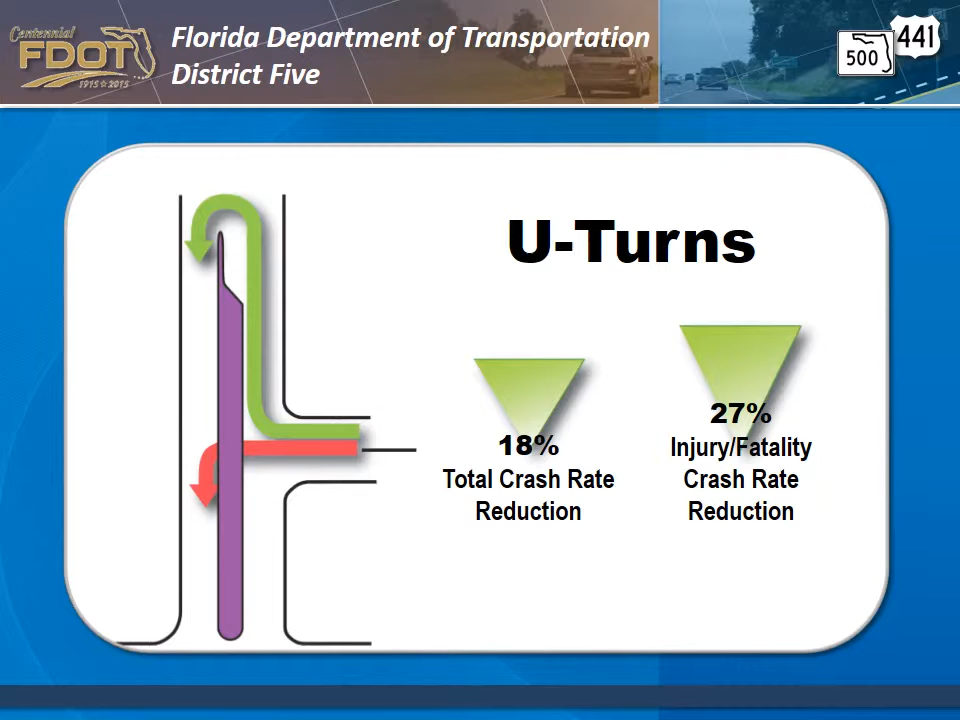 Centennial
FDOT
1915★2015
Florida Department of Transportation
District Five
500
441
U-Turns
18%
Total Crash Rate
Reduction
27%
Injury/Fatality
Crash Rate
Reduction